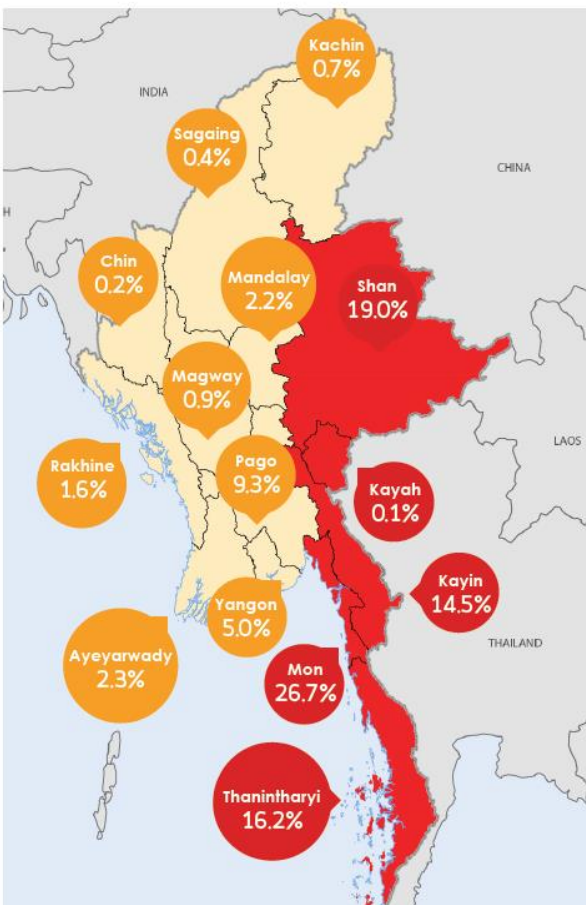 Kachin
0.7%
INDIA
Sagaing
0.4%
CHINA
H
Chin
0.2%
Mandalay
2.2%
Shan
19.0%
Magway
0.9%
LAOS
Rakhine
1.6%
Pago
9.3%
Kayah
0.1%
Kayin
14.5%
Yangon
5.0%
THAILAND
Ayeyarwady
2.3%
Mon
26.7%
Thanintharyi
16.2%